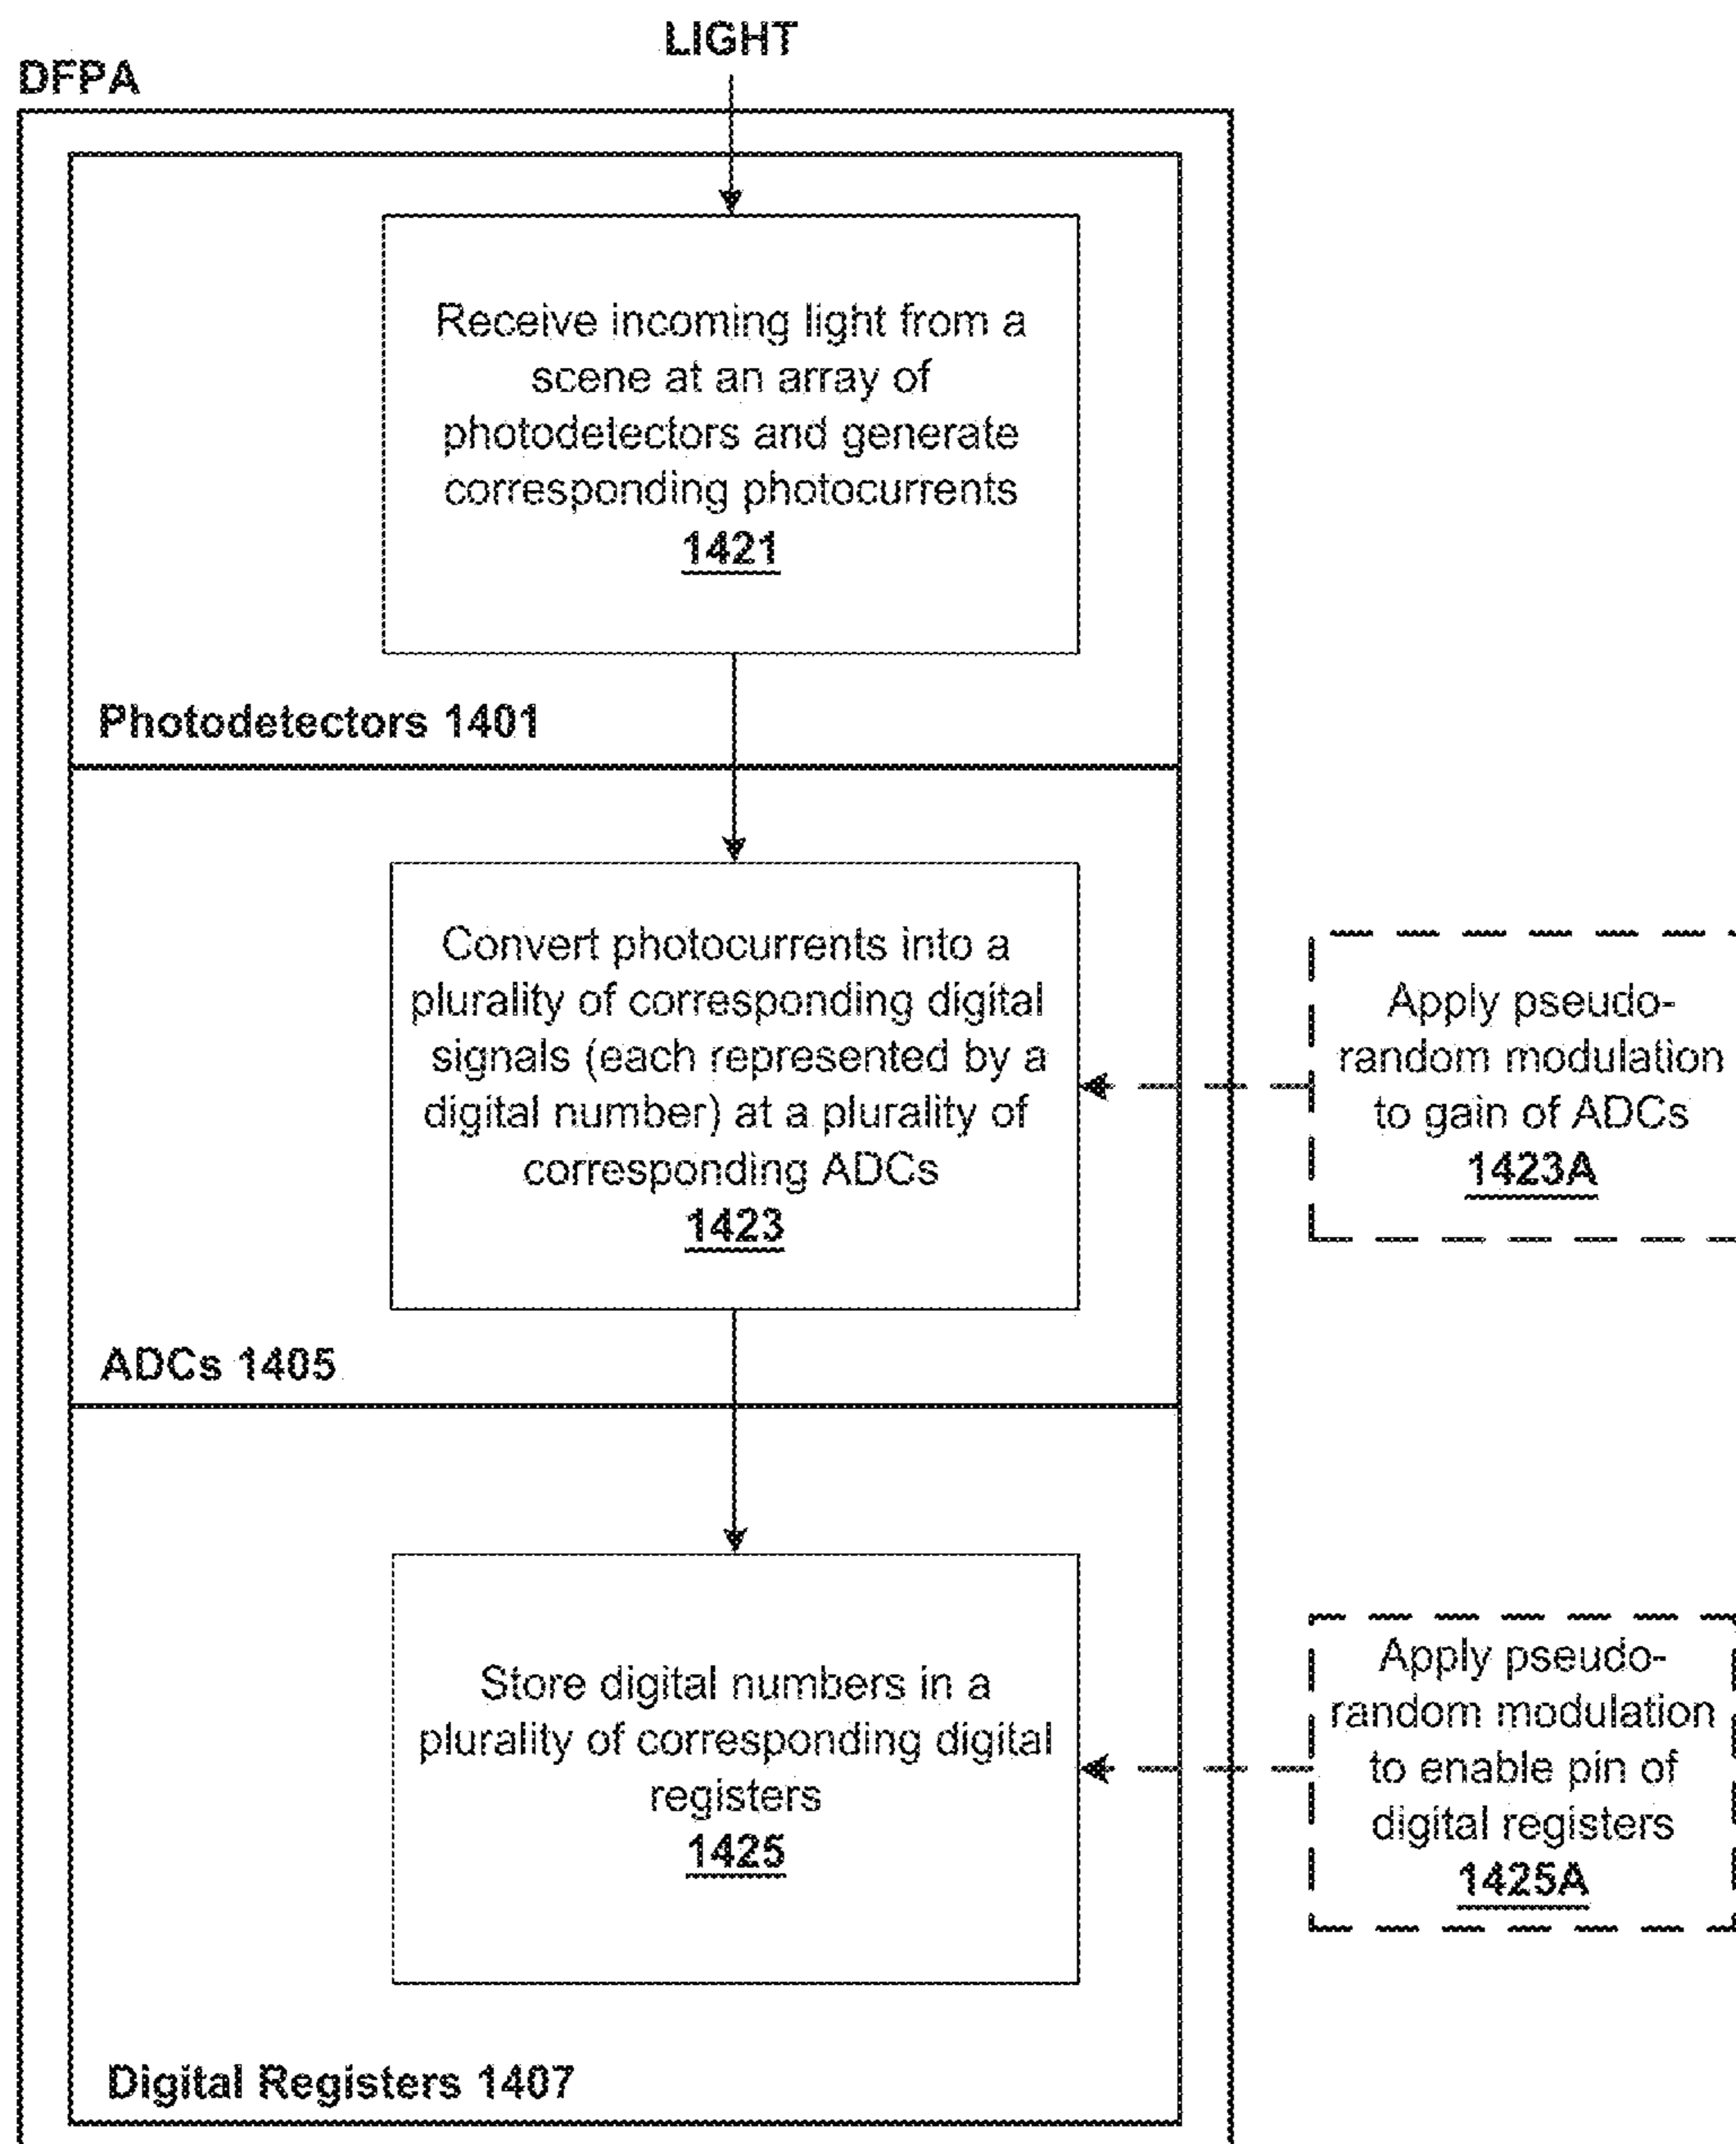 LIGHT
DFPA
Receive incoming light from a
scene at an array of
photodetectors and generate
corresponding photocurrents
1421
Photodetectors 1401
Convert photocurrents into a
plurality of corresponding digital
signals (each represented by a
digital number) at a plurality of
corresponding ADCs
1423
Apply pseudo-
random modulation
to gain of ADCs
1423A
ADCs 1405
Store digital numbers in a
plurality of corresponding digital
registers
1425
Apply pseudo-
random modulation
to enable pin of
digital registers
1425A
Digital Registers 1407